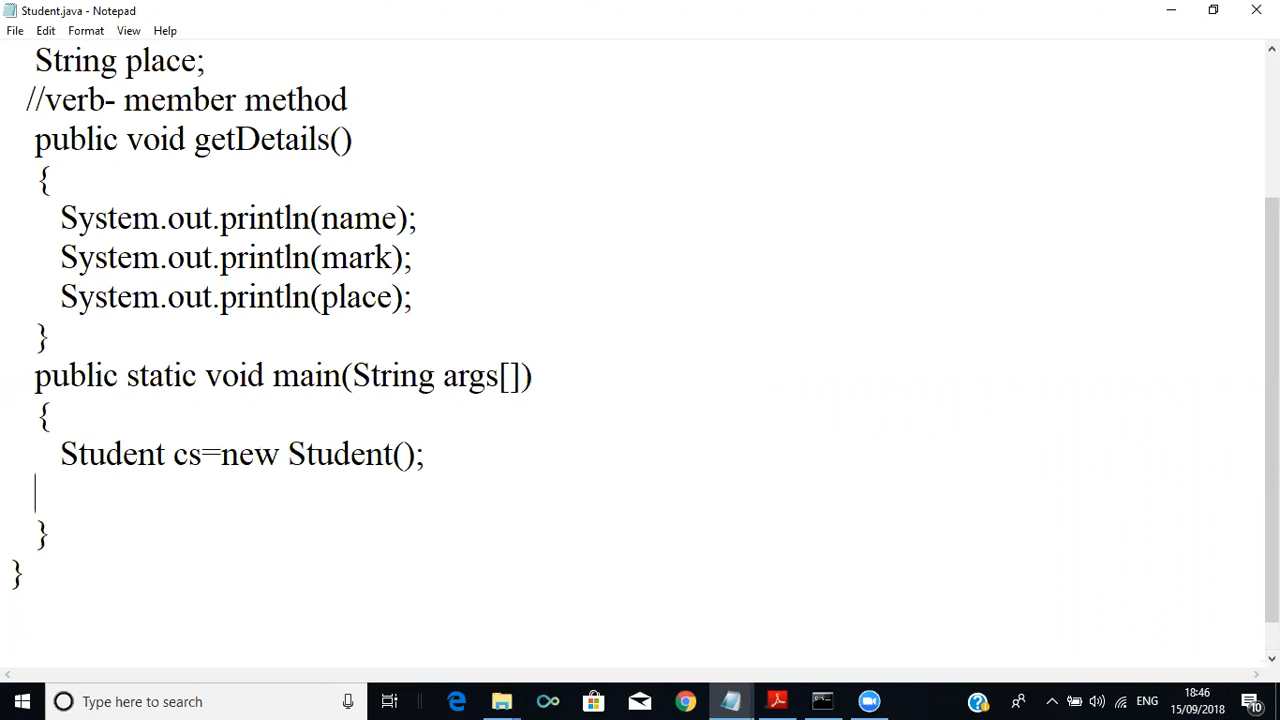 Student.java - Notepad
File Edit Format View Help
String place;
//verb- member method
public void getDetails()
{
System.out.println(name);
System.out.println(mark);
System.out.println(place);
}
public static void main(String args[])
{
Student cs=new Student();
}
}
Type here to search
ENG
18:46
15/09/2018
10